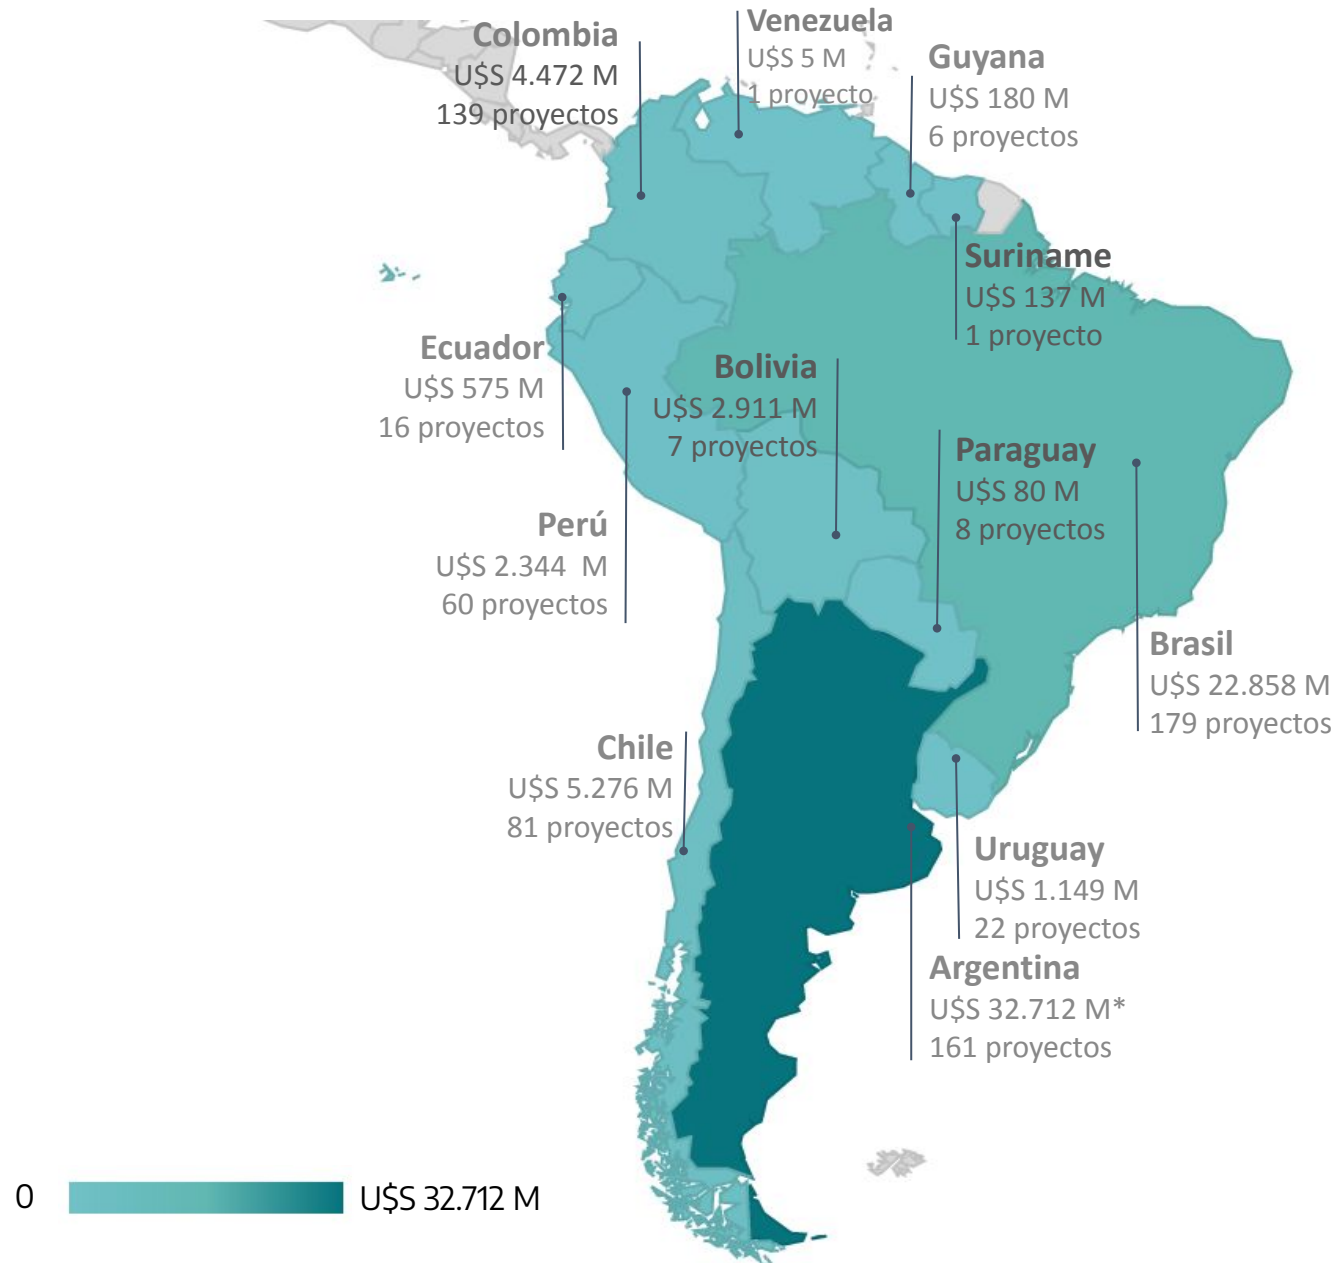 Colombia
U$S 4.472 M
139 proyectos
Venezuela
U$S 5 M
1 proyecto
Guyana
U$S 180 M
6 proyectos
Suriname
U$S 137 M
1 proyecto
Ecuador
U$S 575 M
16 proyectos
Bolivia
U$S 2.911 M
7 proyectos
Paraguay
U$S 80 M
8 proyectos
Perú
U$S 2.344 M
60 proyectos
Brasil
U$S 22.858 M
179 proyectos
Chile
U$S 5.276 M
81 proyectos
Uruguay
U$S 1.149 M
22 proyectos
Argentina
U$S 32.712 M*
161 proyectos
0
U$S 32.712 M